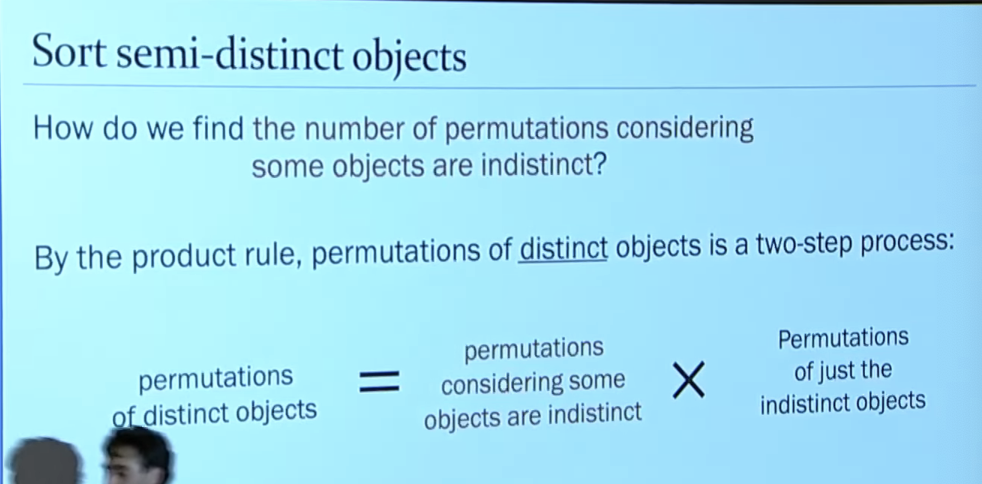 Sort semi-distinct objects
How do we find the number of permutations considering
some objects are indistinct?
By the product rule, permutations of distinct objects is a two-step process:
permutations
of distinct objects
=
permutations
considering some
objects are indistinct
×
Permutations
of just the
indistinct objects